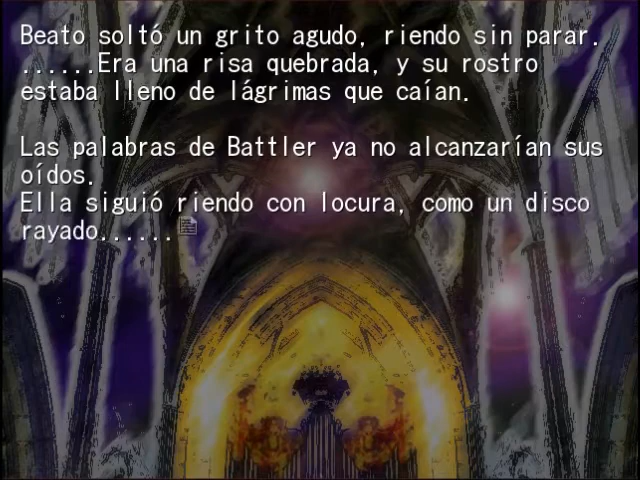 Beato soltó un grito agudo, riendo sin parar.
......Era una risa quebrada, y su rostro
estaba lleno de lágrimas que caían.
Las palabras de Battler ya no alcanzarían sus
oídos.
Ella siguió riendo con locura, como un disco
rayado......